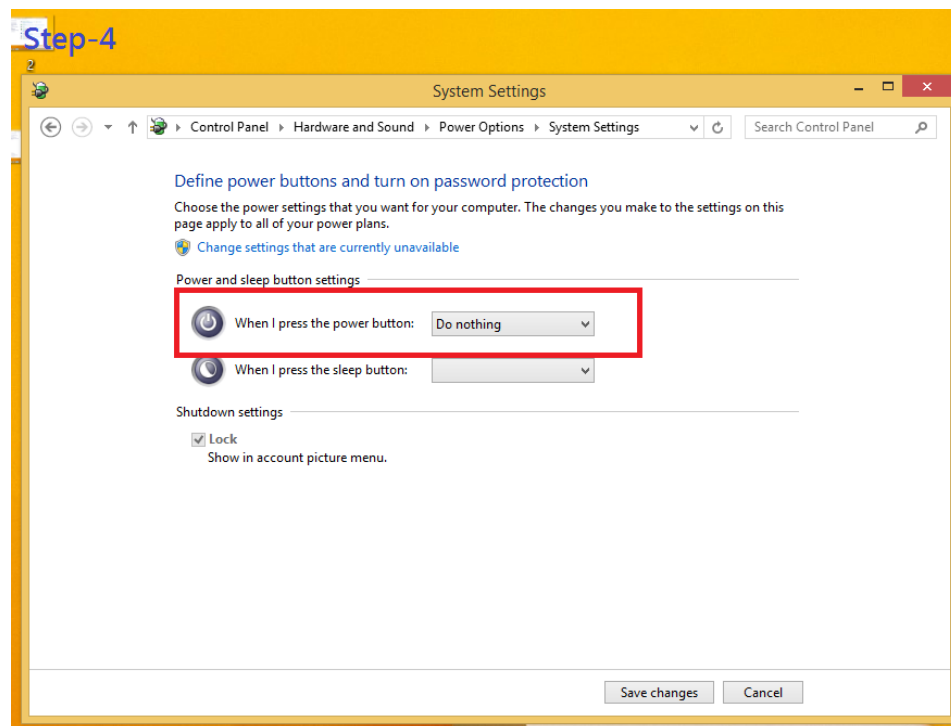 Step-4
2
System Settings
Control Panel Hardware and Sound Power Options System Settings Search Control Panel
Define power buttons and turn on password protection
Choose the power settings that you want for your computer. The changes you make to the settings on this
page apply to all of your power plans.
Change settings that are currently unavailable
Power and sleep button settings
When I press the power button: Do nothing
When I press the sleep button:
Shutdown settings
Lock
Show in account picture menu.
Save changes Cancel